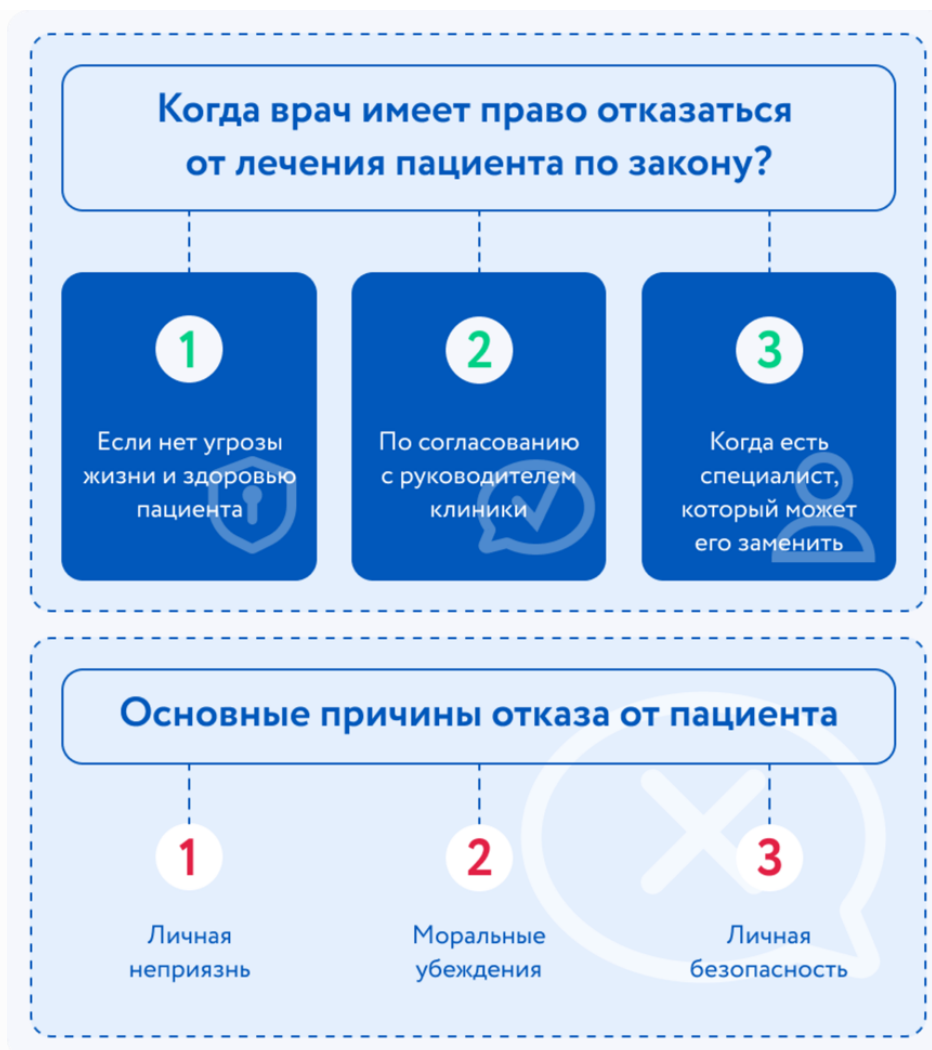 Когда врач имеет право отказаться
от лечения пациента по закону?
1
Если нет угрозы
жизни и здоровью
пациента
2
По согласованию
с руководителем
клиники
3
Когда есть
специалист,
который может
его заменить
Основные причины отказа от пациента
1
Личная
неприязнь
2
Моральные
убеждения
3
Личная
безопасность